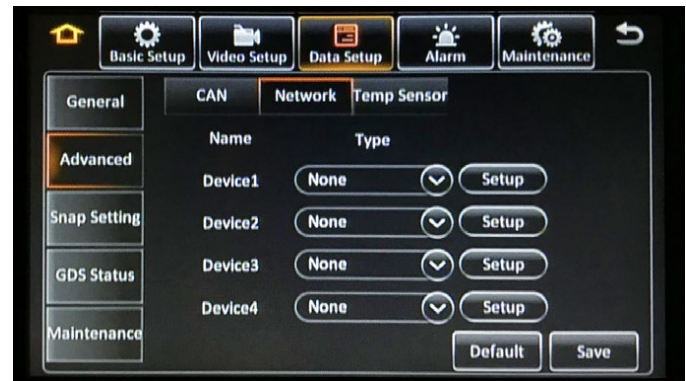 Basic Setup Video Setup Data Setup Alarm Maintenance
General CAN Network Temp Sensor
Name Type
Advanced
Device1 None Setup
Snap Setting Device2 None Setup
GDS Status Device3 None Setup
Device4 None Setup
Maintenance
Default Save